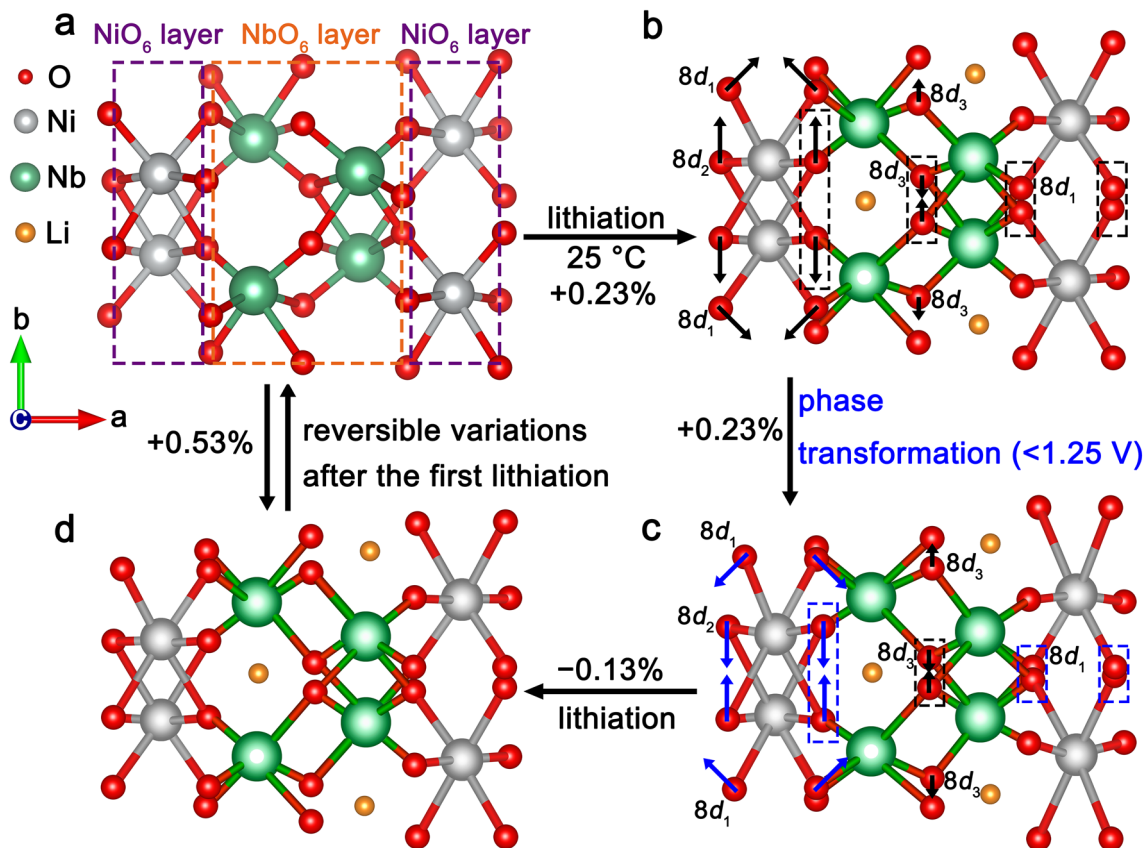 a
NiO₆ layer
NbO₆ layer
NiO₆ layer
O
Ni
Nb
Li
b
a
c
lithiation
25 °C
+0.23%
b
8d₁
8d₃
8d₂
8d₃
8d₁
8d₁
8d₃
+0.53%
reversible variations
after the first lithiation
+0.23%
phase
transformation (<1.25 V)
d
c
8d₁
8d₃
8d₂
8d₃
8d₁
8d₁
8d₃
−0.13%
lithiation